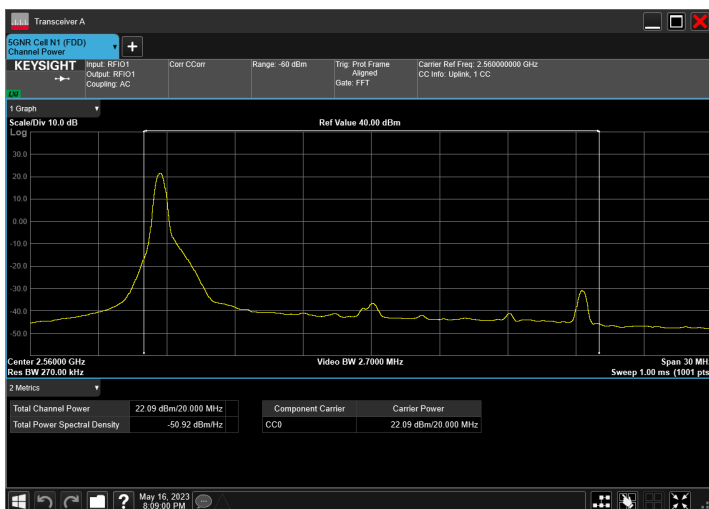 Transceiver A
5GNR Cell N1 (FDD)
Channel Power
KEYSIGHT
LXI
Input: RFIO1
Output: RFIO1
Coupling: AC
Corr CCorr
Range: -60 dBm
Trig: Prot Frame
Aligned
Gate: FFT
Carrier Ref Freq: 2.560000000 GHz
CC Info: Uplink, 1 CC
1 Graph
Scale/Div 10.0 dB
Ref Value 40.00 dBm
Log
30.0
20.0
10.0
0.00
-10.0
-20.0
-30.0
-40.0
-50.0
Center 2.56000 GHz
Video BW 2.7000 MHz
Span 30 MH
Res BW 270.00 kHz
Sweep 1.00 ms (1001 pts
2 Metrics
Total Channel Power 22.09 dBm/20.000 MHz
Total Power Spectral Density -50.92 dBm/Hz
Component Carrier Carrier Power
CC0 22.09 dBm/20.000 MHz
May 16, 2023
8:09:00 PM